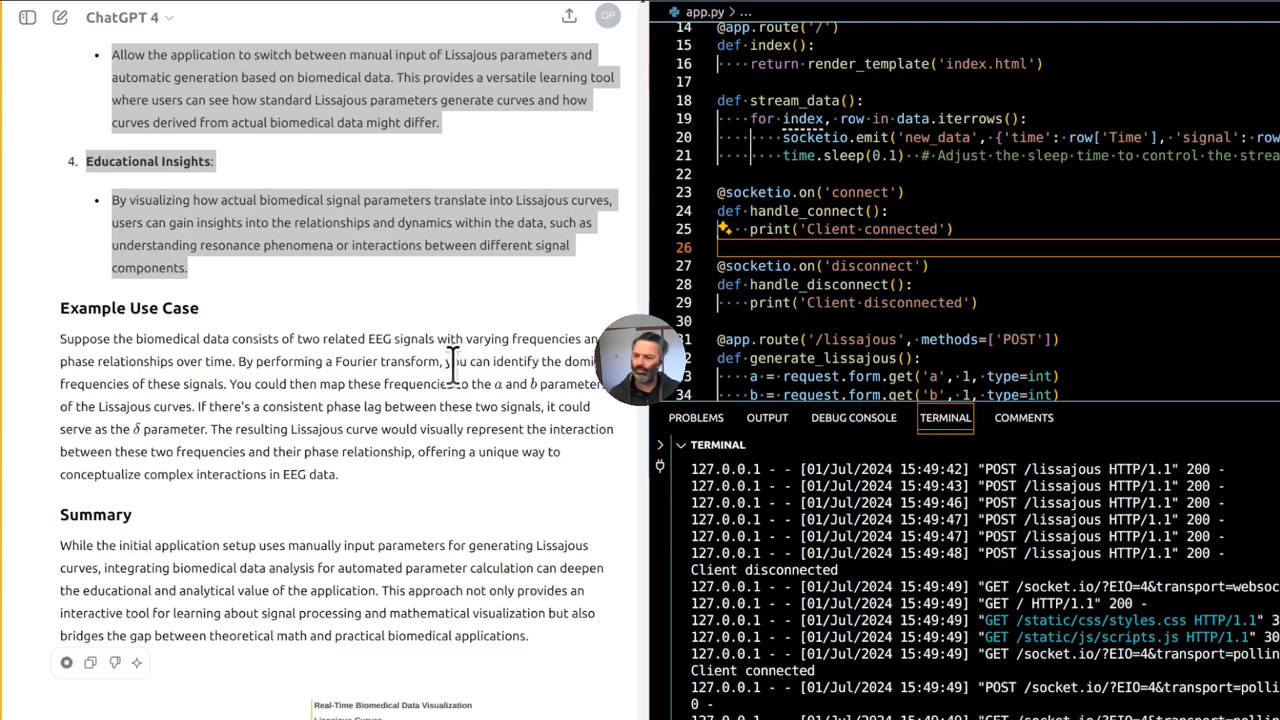 ChatGPT 4
OP
• Allow the application to switch between manual input of Lissajous parameters and
automatic generation based on biomedical data. This provides a versatile learning tool
where users can see how standard Lissajous parameters generate curves and how
curves derived from actual biomedical data might differ.
4. Educational Insights:
• By visualizing how actual biomedical signal parameters translate into Lissajous curves,
users can gain insights into the relationships and dynamics within the data, such as
understanding resonance phenomena or interactions between different signal
components.
Example Use Case
Suppose the biomedical data consists of two related EEG signals with varying frequencies an
phase relationships over time. By performing a Fourier transform, you can identify the domi
frequencies of these signals. You could then map these frequencies to the a and b parameter
of the Lissajous curves. If there's a consistent phase lag between these two signals, it could
serve as the δ parameter. The resulting Lissajous curve would visually represent the interaction
between these two frequencies and their phase relationship, offering a unique way to
conceptualize complex interactions in EEG data.
Summary
While the initial application setup uses manually input parameters for generating Lissajous
curves, integrating biomedical data analysis for automated parameter calculation can deepen
the educational and analytical value of the application. This approach not only provides an
interactive tool for learning about signal processing and mathematical visualization but also
bridges the gap between theoretical math and practical biomedical applications.
Real-Time Biomedical Data Visualization
Lissajous Curves
app.py > ...
14 @app.route('/')
15 def index():
16 return render_template('index.html')
17
18 def stream_data():
19 for index, row in data.iterrows():
20 socketio.emit('new_data', {'time': row['Time'], 'signal': row
21 time.sleep(0.1) # Adjust the sleep time to control the strea
22
23 @socketio.on('connect')
24 def handle_connect():
25 print('Client connected')
26
27 @socketio.on('disconnect')
28 def handle_disconnect():
29 print('Client disconnected')
30
31 @app.route('/lissajous', methods=['POST'])
2 def generate_lissajous():
3 a = request.form.get('a', 1, type=int)
34 b = request.form.get('b', 1, type=int)
PROBLEMS OUTPUT DEBUG CONSOLE TERMINAL COMMENTS
TERMINAL
127.0.0.1 - - [01/Jul/2024 15:49:42] "POST /lissajous HTTP/1.1" 200 -
127.0.0.1 - - [01/Jul/2024 15:49:43] "POST /lissajous HTTP/1.1" 200 -
127.0.0.1 - - [01/Jul/2024 15:49:46] "POST /lissajous HTTP/1.1" 200 -
127.0.0.1 - - [01/Jul/2024 15:49:47] "POST /lissajous HTTP/1.1" 200 -
127.0.0.1 - - [01/Jul/2024 15:49:47] "POST /lissajous HTTP/1.1" 200 -
127.0.0.1 - - [01/Jul/2024 15:49:48] "POST /lissajous HTTP/1.1" 200 -
Client disconnected
127.0.0.1 - - [01/Jul/2024 15:49:49] "GET /socket.io/?EIO=4&transport=webso
127.0.0.1 - - [01/Jul/2024 15:49:49] "GET / HTTP/1.1" 200 -
127.0.0.1 - - [01/Jul/2024 15:49:49] "GET /static/css/styles.css HTTP/1.1" 3
127.0.0.1 - - [01/Jul/2024 15:49:49] "GET /static/js/scripts.js HTTP/1.1" 30
127.0.0.1 - - [01/Jul/2024 15:49:49] "GET /socket.io/?EIO=4&transport=pollin
Client connected
127.0.0.1 - - [01/Jul/2024 15:49:49] "POST /socket.io/?EIO=4&transport=polli
0 -